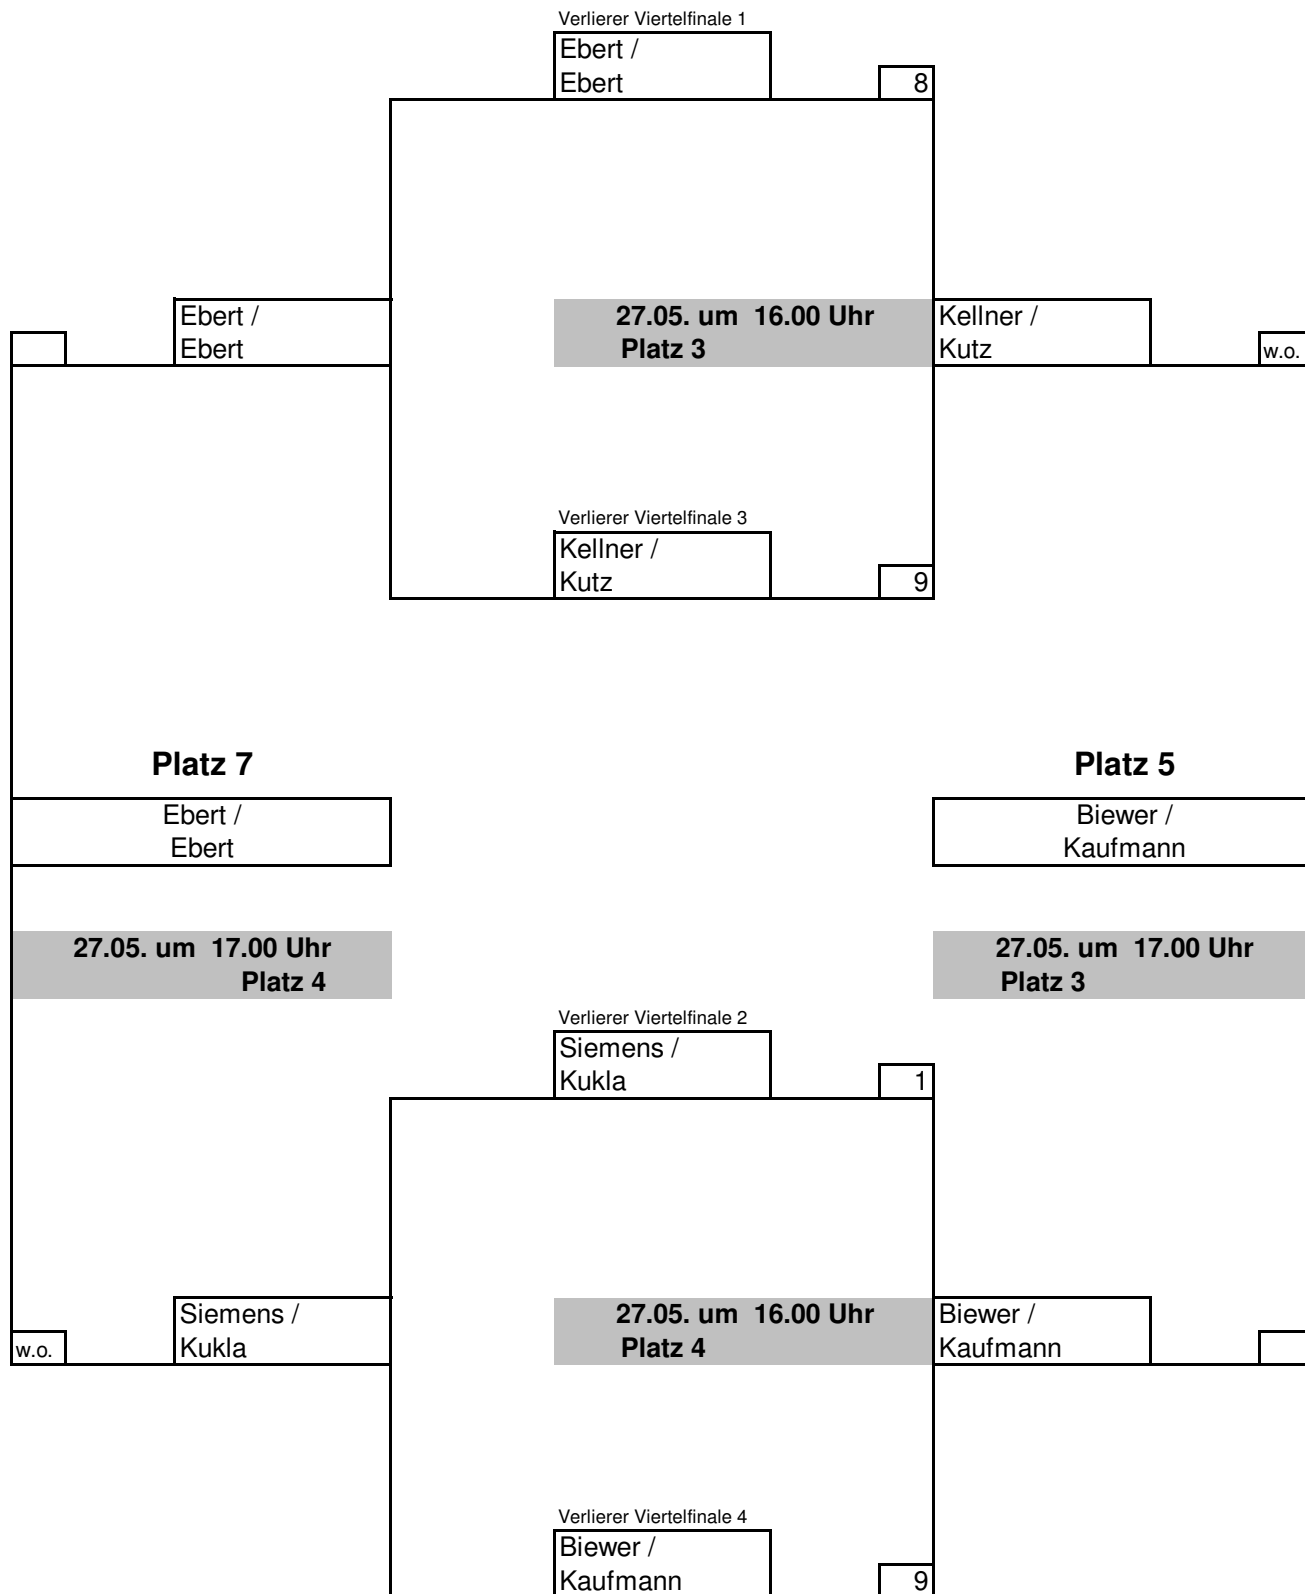 Verlierer Viertelfinale 1
Ebert /
Ebert
8
Ebert /
Ebert
27.05. um 16.00 Uhr
Platz 3
Kellner /
Kutz
w.o.
Verlierer Viertelfinale 3
Kellner /
Kutz
9
Platz 7
Platz 5
Ebert /
Ebert
Biewer /
Kaufmann
27.05. um 17.00 Uhr
Platz 4
27.05. um 17.00 Uhr
Platz 3
Verlierer Viertelfinale 2
Siemens /
Kukla
1
w.o.
Siemens /
Kukla
27.05. um 16.00 Uhr
Platz 4
Biewer /
Kaufmann
Verlierer Viertelfinale 4
Biewer /
Kaufmann
9